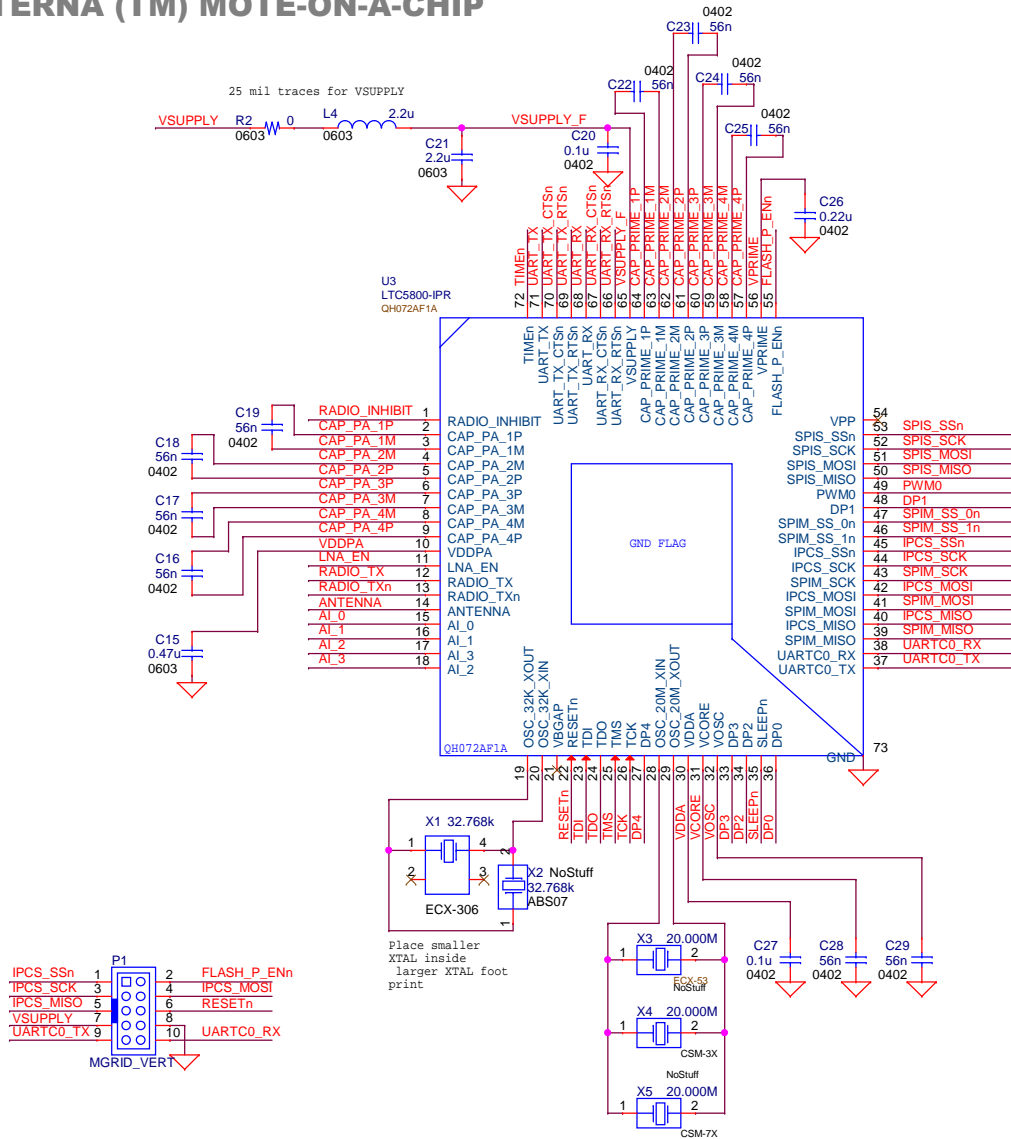 TERNA (TM) MOTE-ON-A-CHIP
25 mil traces for VSUPPLY
VSUPPLY
R2
0
0603
L4
2.2u
0603
C21
2.2u
0603
VSUPPLY_F
C20
0.1u
0402
C22
0402
56n
C23
0402
56n
C24
0402
56n
C25
0402
56n
C26
0.22u
0402
U3
LTC5800-IPR
QH072AF1A
TIMEn
UART_TX
UART_TX_CTSn
UART_TX_RTSn
UART_RX
UART_RX_CTSn
UART_RX_RTSn
VSUPPLY_F
CAP_PRIME_1P
CAP_PRIME_1M
CAP_PRIME_2M
CAP_PRIME_2P
CAP_PRIME_3P
CAP_PRIME_3M
CAP_PRIME_4M
CAP_PRIME_4P
VPRIME
FLASH_P_ENn
72
71
70
69
68
67
66
65
64
63
62
61
60
59
58
57
56
55
TIMEn
UART_TX
UART_TX_CTSn
UART_TX_RTSn
UART_RX
UART_RX_CTSn
UART_RX_RTSn
VSUPPLY
CAP_PRIME_1P
CAP_PRIME_1M
CAP_PRIME_2M
CAP_PRIME_2P
CAP_PRIME_3P
CAP_PRIME_3M
CAP_PRIME_4M
CAP_PRIME_4P
VPRIME
FLASH_P_ENn
C19
56n
0402
C18
56n
0402
C17
56n
0402
C16
56n
0402
C15
0.47u
0603
RADIO_INHIBIT 1 RADIO_INHIBIT
CAP_PA_1P 2 CAP_PA_1P
CAP_PA_1M 3 CAP_PA_1M
CAP_PA_2M 4 CAP_PA_2M
CAP_PA_2P 5 CAP_PA_2P
CAP_PA_3P 6 CAP_PA_3P
CAP_PA_3M 7 CAP_PA_3M
CAP_PA_4M 8 CAP_PA_4M
CAP_PA_4P 9 CAP_PA_4P
VDDPA 10 VDDPA
LNA_EN 11 LNA_EN
RADIO_TX 12 RADIO_TX
RADIO_TXn 13 RADIO_TXn
ANTENNA 14 ANTENNA
AI_0 15 AI_0
AI_1 16 AI_1
AI_2 17 AI_3
AI_3 18 AI_2
GND FLAG
VPP 54
SPIS_SSn 53 SPIS_SSn
SPIS_SCK 52 SPIS_SCK
SPIS_MOSI 51 SPIS_MOSI
SPIS_MISO 50 SPIS_MISO
PWM0 49 PWM0
DP1 48 DP1
SPIM_SS_0n 47 SPIM_SS_0n
SPIM_SS_1n 46 SPIM_SS_1n
IPCS_SSn 45 IPCS_SSn
IPCS_SCK 44 IPCS_SCK
SPIM_SCK 43 SPIM_SCK
IPCS_MOSI 42 IPCS_MOSI
SPIM_MOSI 41 SPIM_MOSI
IPCS_MISO 40 IPCS_MISO
SPIM_MISO 39 SPIM_MISO
UARTC0_RX 38 UARTC0_RX
UARTC0_TX 37 UARTC0_TX
OSC_32K_XOUT
OSC_32K_XIN
VBGAP
RESETn
TDI
TDO
TMS
TCK
DP4
OSC_20M_XIN
OSC_20M_XOUT
VDDA
VCORE
VOSC
DP3
DP2
SLEEPn
DP0
QH072AF1A
GND 73
19
20
21
22
23
24
25
26
27
28
29
30
31
32
33
34
35
36
RESETn
TDI
TDO
TMS
TCK
DP4
VDDA
VCORE
VOSC
DP3
DP2
SLEEPn
DP0
X1 32.768k
1 4
2 3
ECX-306
2
X2 NoStuff
32.768k
ABS07
1
Place smaller
XTAL inside
larger XTAL foot
print
X3 20.000M
1 2
ECX-53
NoStuff
X4 20.000M
1 2
CSM-3X
NoStuff
X5 20.000M
1 2
CSM-7X
C27
0.1u
0402
C28
56n
0402
C29
56n
0402
P1
IPCS_SSn 1 2 FLASH_P_ENn
IPCS_SCK 3 4 IPCS_MOSI
IPCS_MISO 5 6 RESETn
VSUPPLY 7 8
UARTC0_TX 9 10 UARTC0_RX
MGRID_VERT